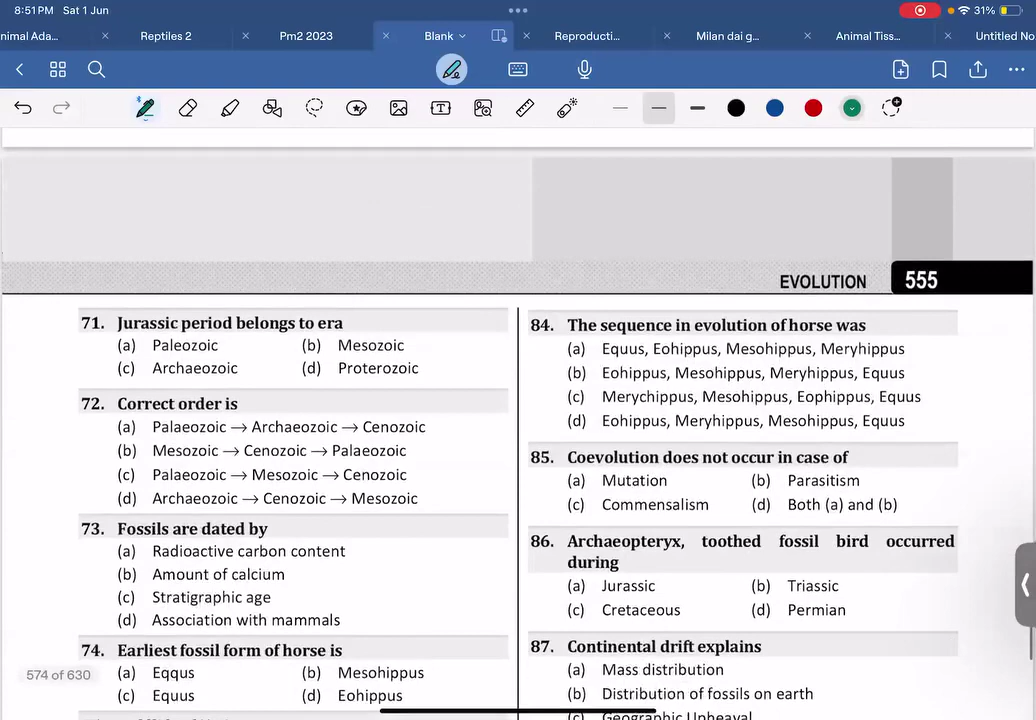 8:51 PM Sat 1 Jun
31%
nimal Ada...
Reptiles 2
Pm2 2023
Blank
Reproducti...
Milan dai g...
Animal Tiss...
Untitled No
EVOLUTION 555
71. Jurassic period belongs to era
(a) Paleozoic (b) Mesozoic
(c) Archaeozoic (d) Proterozoic
72. Correct order is
(a) Palaeozoic → Archaeozoic → Cenozoic
(b) Mesozoic → Cenozoic → Palaeozoic
(c) Palaeozoic → Mesozoic → Cenozoic
(d) Archaeozoic → Cenozoic → Mesozoic
73. Fossils are dated by
(a) Radioactive carbon content
(b) Amount of calcium
(c) Stratigraphic age
(d) Association with mammals
74. Earliest fossil form of horse is
(a) Eqqus (b) Mesohippus
(c) Equus (d) Eohippus
574 of 630
84. The sequence in evolution of horse was
(a) Equus, Eohippus, Mesohippus, Meryhippus
(b) Eohippus, Mesohippus, Meryhippus, Equus
(c) Merychippus, Mesohippus, Eophippus, Equus
(d) Eohippus, Meryhippus, Mesohippus, Equus
85. Coevolution does not occur in case of
(a) Mutation (b) Parasitism
(c) Commensalism (d) Both (a) and (b)
86. Archaeopteryx, toothed fossil bird occurred
during
(a) Jurassic (b) Triassic
(c) Cretaceous (d) Permian
87. Continental drift explains
(a) Mass distribution
(b) Distribution of fossils on earth
(c) Geographic Upheaval